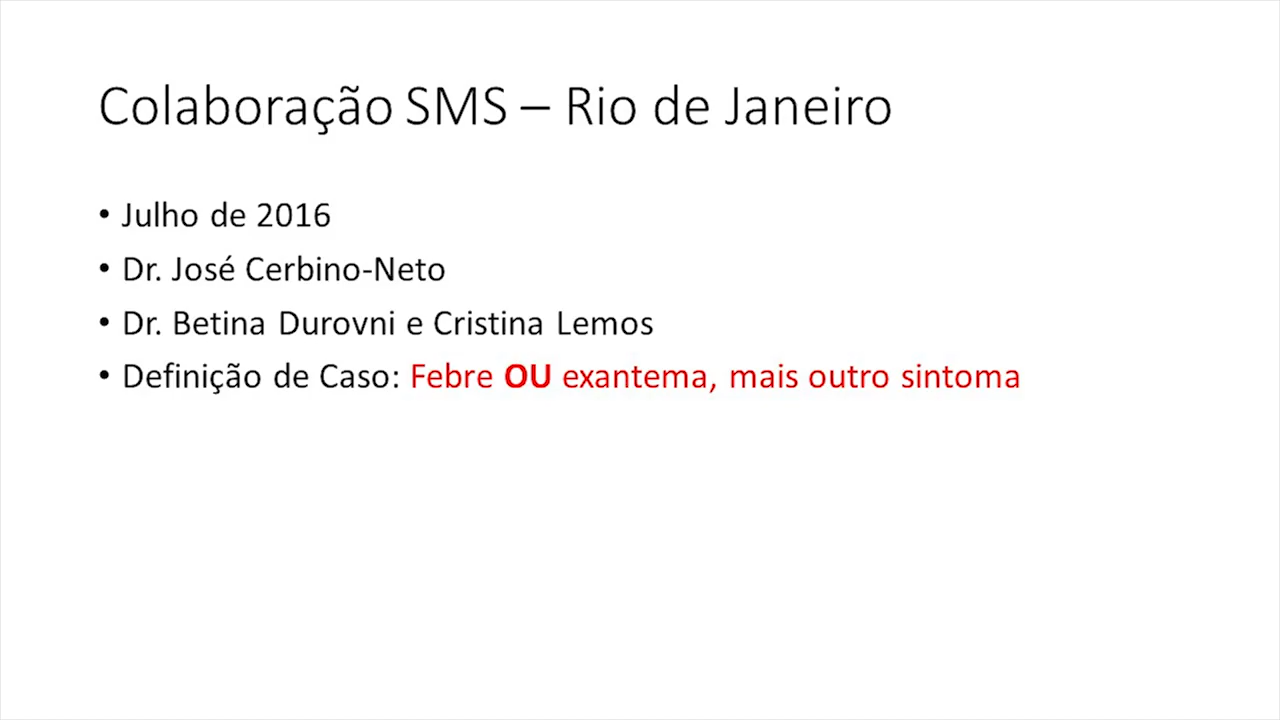 Colaboração SMS – Rio de Janeiro
• Julho de 2016
• Dr. José Cerbino-Neto
• Dr. Betina Durovni e Cristina Lemos
• Definição de Caso: Febre OU exantema, mais outro sintoma